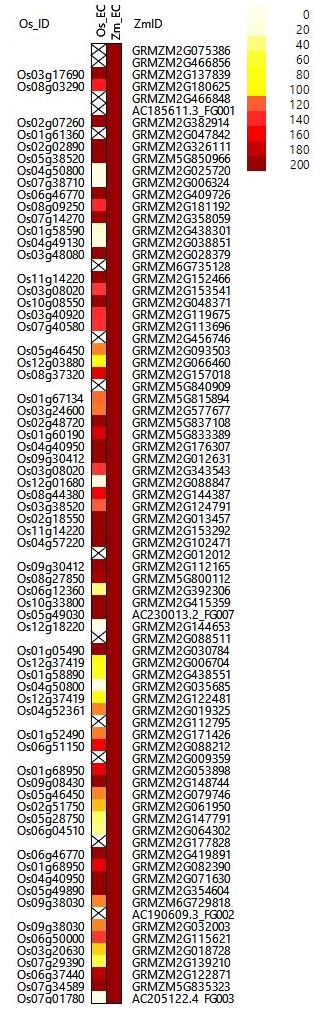 Os_ID Os_EC Zm_EC ZmID
0
20
40
60
80
100
120
140
160
180
200
GRMZM2G075386
GRMZM2G466856
Os03g17690 GRMZM2G137839
Os08g03290 GRMZM2G180625
GRMZM2G466848
AC185611.3_FG001
Os02g07260 GRMZM2G382914
Os01g61360 GRMZM2G047842
Os02g02890 GRMZM2G326111
Os05g38520 GRMZM5G850966
Os04g50800 GRMZM2G025720
Os07g38710 GRMZM2G006324
Os06g46770 GRMZM2G409726
Os08g09250 GRMZM2G181192
Os07g14270 GRMZM2G358059
Os01g58590 GRMZM2G438301
Os04g49130 GRMZM2G038851
Os03g48080 GRMZM2G028379
GRMZM6G735128
Os11g14220 GRMZM2G152466
Os03g08020 GRMZM2G153541
Os10g08550 GRMZM2G048371
Os03g40920 GRMZM2G119675
Os07g40580 GRMZM2G113696
GRMZM2G456746
Os05g46450 GRMZM2G093503
Os12g03880 GRMZM2G066460
Os08g37320 GRMZM2G157018
GRMZM5G840909
Os01g67134 GRMZM5G815894
Os03g24600 GRMZM2G577677
Os02g48720 GRMZM5G837108
Os01g60190 GRMZM5G833389
Os04g40950 GRMZM2G176307
Os09g30412 GRMZM2G012631
Os03g08020 GRMZM2G343543
Os12g01680 GRMZM2G088847
Os08g44380 GRMZM2G144387
Os03g38520 GRMZM2G124791
Os02g18550 GRMZM2G013457
Os11g14220 GRMZM2G153292
Os04g57220 GRMZM2G102471
GRMZM2G012012
Os09g30412 GRMZM2G112165
Os08g27850 GRMZM5G800112
Os06g12360 GRMZM2G392306
Os10g33800 GRMZM2G415359
Os05g49030 AC230013.2_FG007
Os12g18220 GRMZM2G144653
GRMZM2G088511
Os01g05490 GRMZM2G030784
Os12g37419 GRMZM2G006704
Os01g58890 GRMZM2G438551
Os04g50800 GRMZM2G035685
Os12g37419 GRMZM2G122481
Os04g52361 GRMZM2G019325
GRMZM2G112795
Os01g52490 GRMZM2G171426
Os06g51150 GRMZM2G088212
GRMZM2G009359
Os01g68950 GRMZM2G053898
Os09g08430 GRMZM2G148744
Os05g46450 GRMZM2G079746
Os02g51750 GRMZM2G061950
Os05g28750 GRMZM2G147791
Os06g04510 GRMZM2G064302
GRMZM2G177828
Os06g46770 GRMZM2G419891
Os01g68950 GRMZM2G082390
Os04g40950 GRMZM2G071630
Os05g49890 GRMZM2G354604
Os09g38030 GRMZM6G729818
AC190609.3_FG002
Os09g38030 GRMZM2G032003
Os06g50000 GRMZM2G115621
Os03g20630 GRMZM2G018728
Os07g29390 GRMZM2G139210
Os06g37440 GRMZM2G122871
Os07g34589 GRMZM5G835323
Os07g01780 AC205122.4_FG003